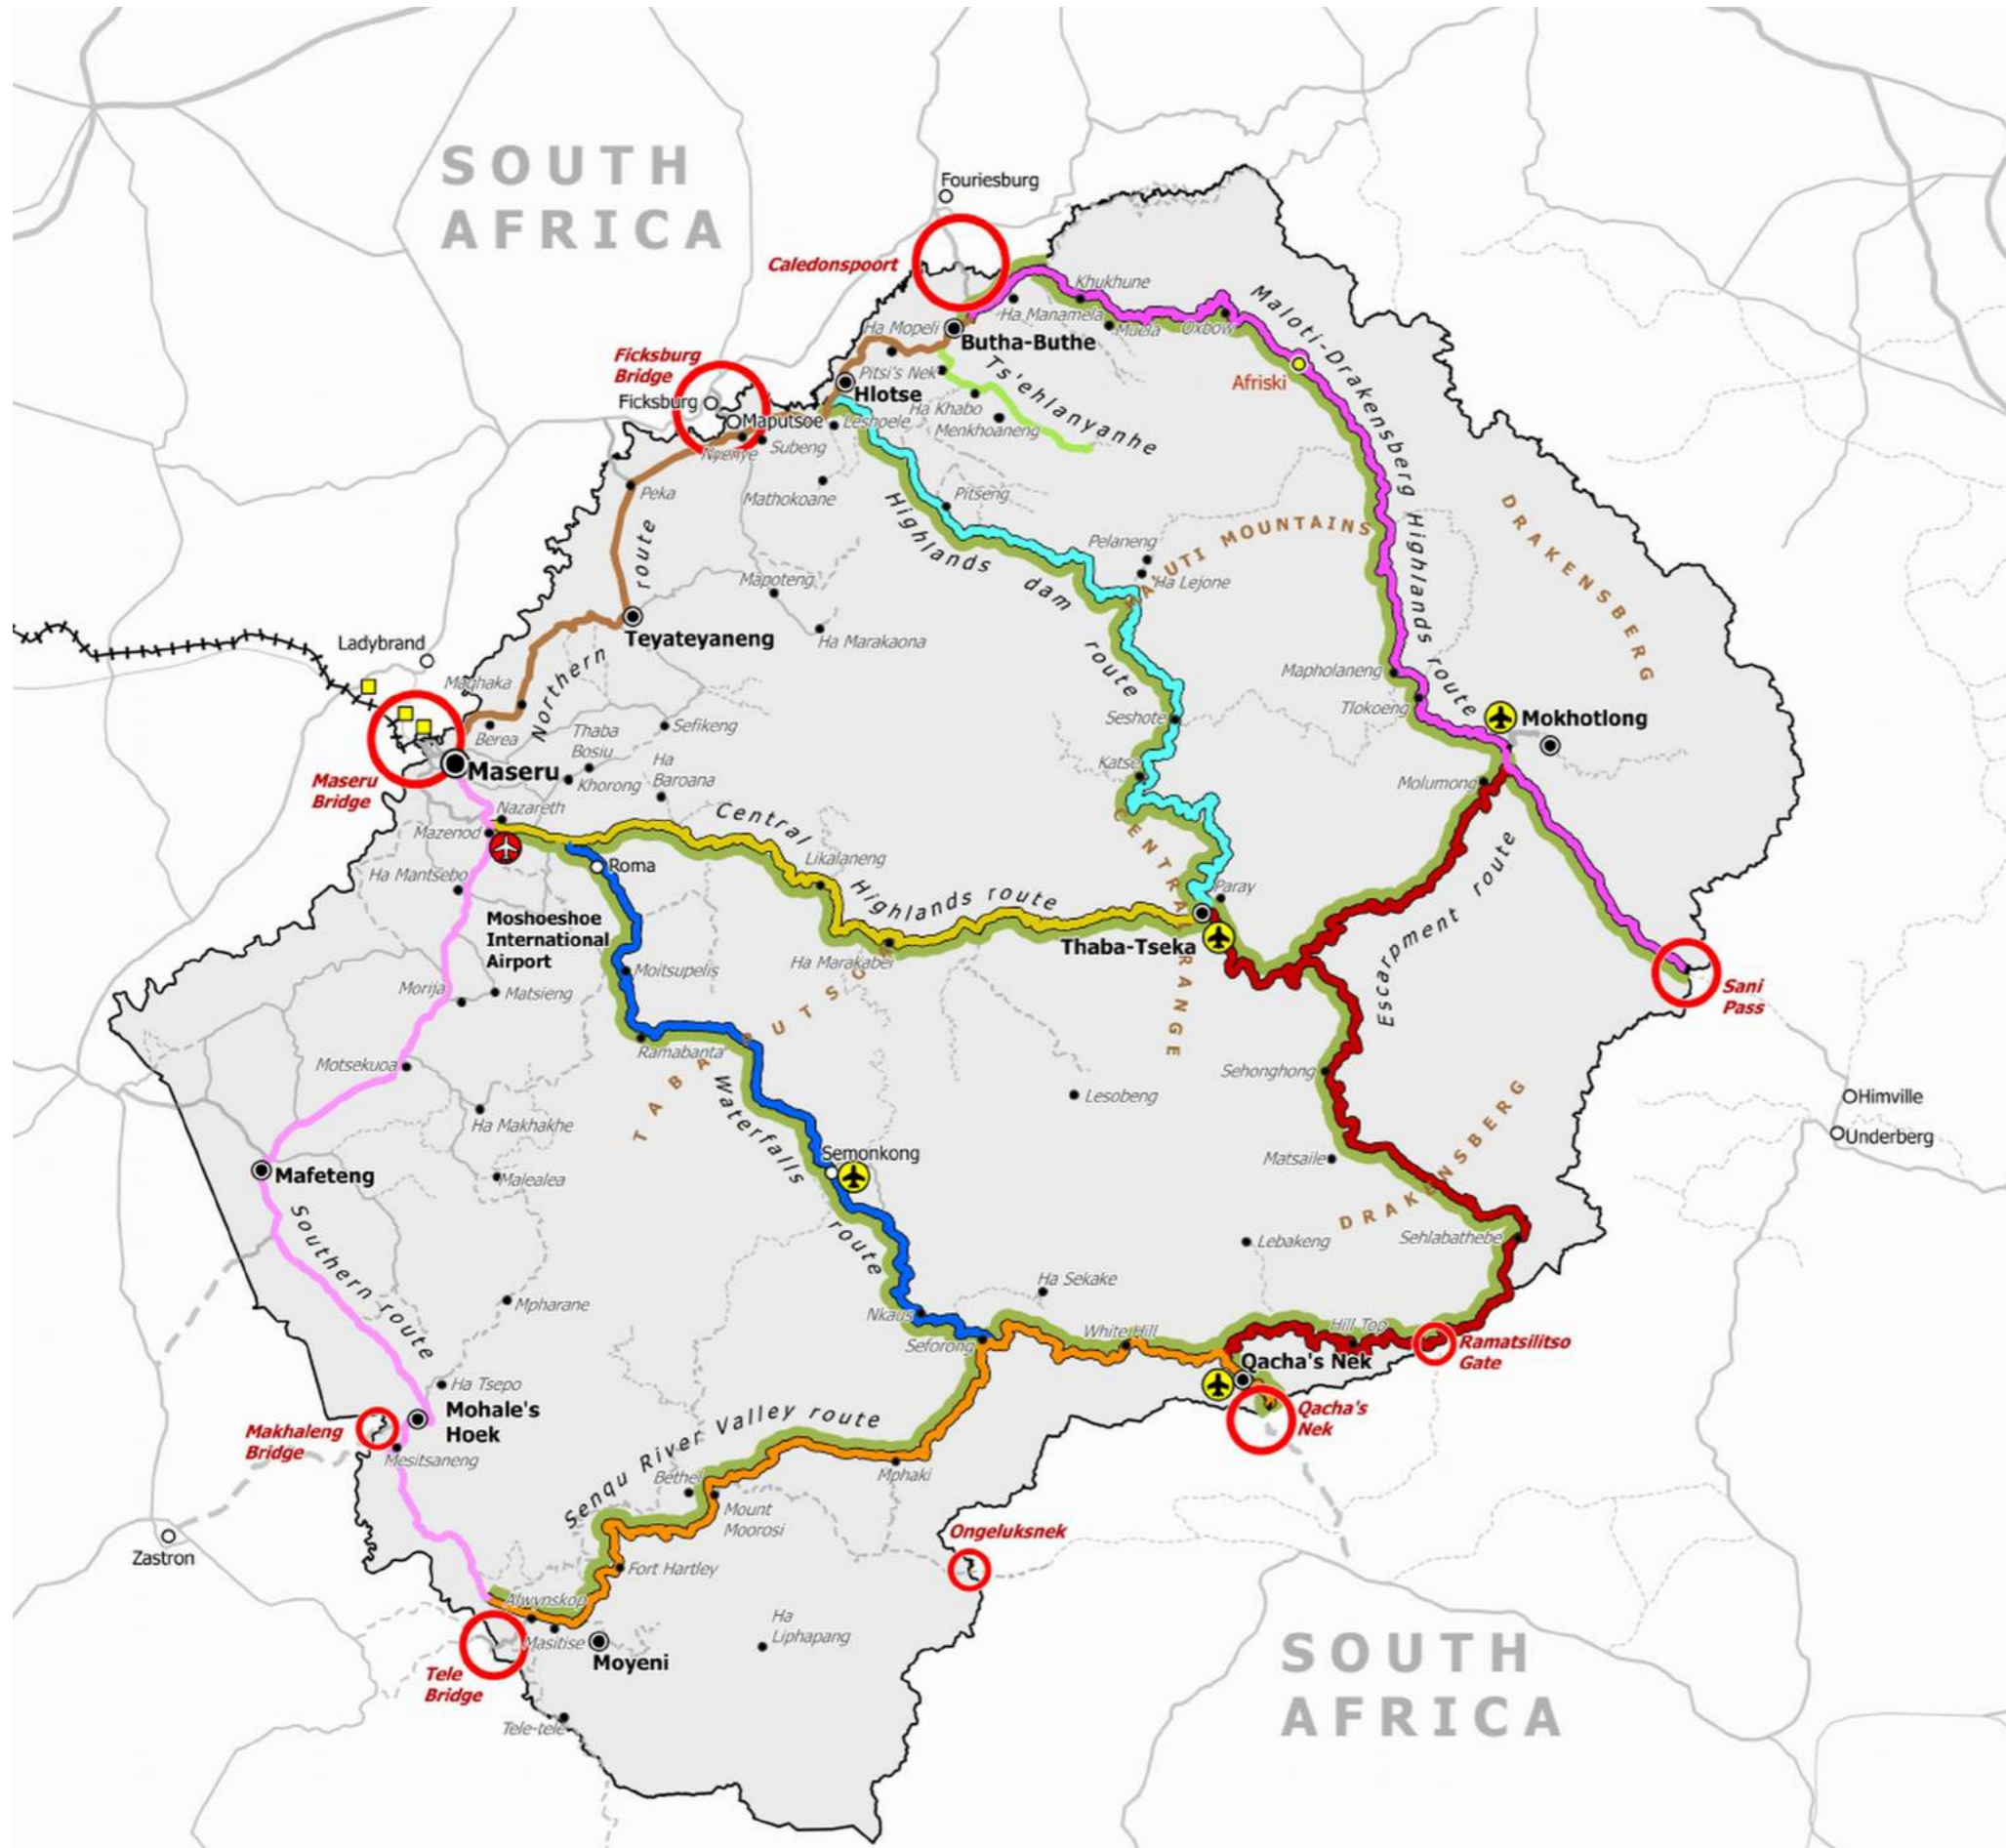 SOUTH
AFRICA
Fouriesburg
Caledonspoort
Khukhune
Ha Manamela
Muela
Oxbow
Maloti-Drakensberg Highlands route
Ha Mopeli
Butha-Buthe
Ficksburg
Bridge
Pitsi's Nek
Ts'ehlanyanhe
Afriski
Hlotse
Ficksburg
Maputsoe
Leshoele
Ha Khabo
Menkhoaneng
Nyenye
Subeng
Peka
Mathokoane
Pitseng
Highlands dam route
DRAKENSBERG
Pelaneng
Ha Lejone
MALUTI MOUNTAINS
Mapoteng
Ha Marakaona
Teyateyaneng
Northern route
Ladybrand
Maghaka
Berea
Thaba
Bosiu
Sefikeng
Khorong
Ha
Baroana
Mapholaneng
Tlokoeng
Mokhotlong
Seshote
Katse
Molumong
Maseru
Maseru
Bridge
Nazareth
Mazenod
Central Highlands route
Roma
Likalaneng
CENTRAL RANGE
Paray
Ha Mantsebo
Moshoeshoe
International
Airport
Thaba-Tseka
Ha Marakabei
Escarpment route
Moitsupelis
Morija
Matsieng
Sani
Pass
Ramabanta
Motsekuoa
Sehonghong
Lesobeng
Himville
Underberg
Ha Makhakhe
Waterfalls route
Semonkong
Matsaile
DRAKENSBERG
Mafeteng
Malealea
Lebakeng
Sehlabathebe
Southern route
Ha Sekake
Mpharane
Nkaus
Seforong
White Hill
Hill Top
Ramatsilitso
Gate
Qacha's Nek
Ha Tsepo
Mohale's
Hoek
Makhaleng
Bridge
Mesitsaneng
Qacha's
Nek
Senqu River Valley route
Bethel
Mphaki
Mount
Moorosi
Ongeluksnek
Zastron
Fort Hartley
Alwynskop
Masitise
Moyeni
Ha
Liphapang
Tele
Bridge
Tele-tele
SOUTH
AFRICA